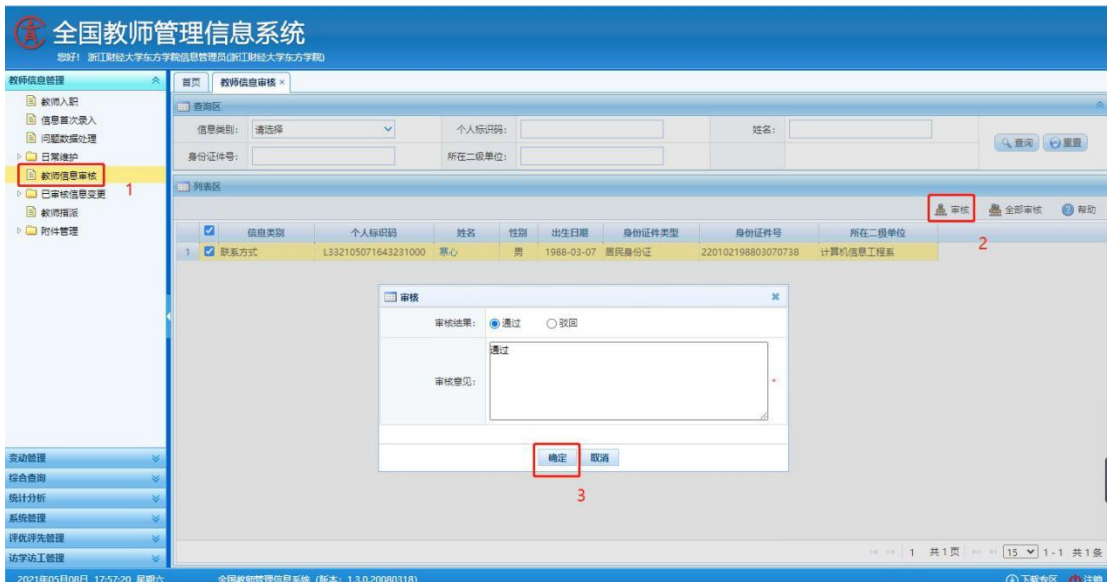 全国教师管理信息系统
您好! 浙江财经大学东方学院信息管理员(浙江财经大学东方学院)
教师信息管理
教师入职
信息首次录入
问题数据处理
日常维护
教师信息审核
1
已审核信息变更
教师指派
附件管理
变动管理
综合查询
统计分析
系统管理
评优评先管理
访学访工管理
首页 教师信息审核 ×
查询区
信息类别: 请选择 个人标识码: 姓名:
身份证件号: 所在二级单位:
查询 重置
列表区
审核 全部审核 帮助
2
信息类别 个人标识码 姓名 性别 出生日期 身份证件类型 身份证件号 所在二级单位
1 联系方式 L332105071643231000 寒心 男 1988-03-07 居民身份证 220102198803070738 计算机信息工程系
审核
审核结果: 通过 驳回
审核意见: 通过 *
确定 取消
3
1 共1页 15 1-1 共1条
2021年05月08日 17:57:20 星期六 全国教师管理信息系统 (版本: 1.3.0.20080318) 下载专区 注销